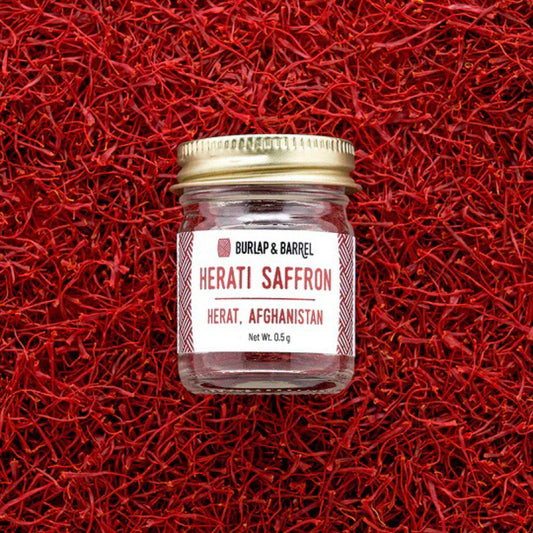 BURLAP & BARREL
HERATI SAFFRON
HERAT, AFGHANISTAN
Net Wt. 0.5 g